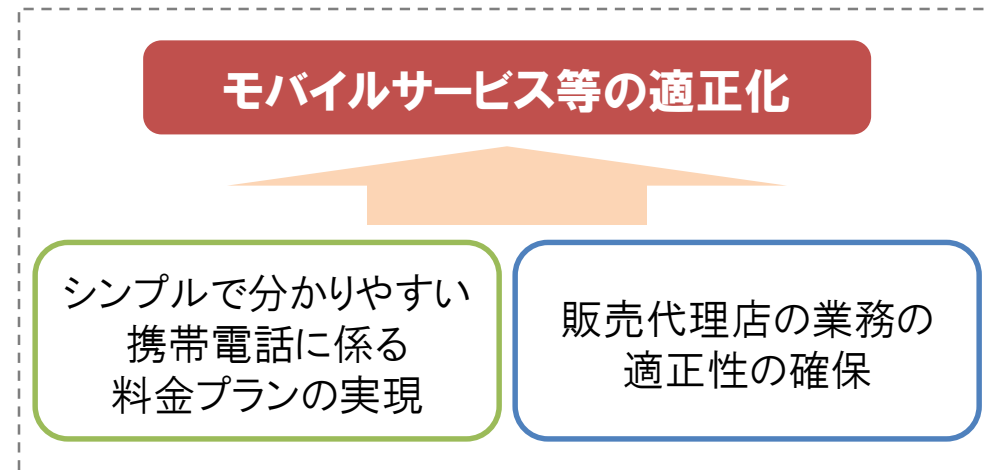 モバイルサービス等の適正化
シンプルで分かりやすい
携帯電話に係る
料金プランの実現
販売代理店の業務の
適正性の確保